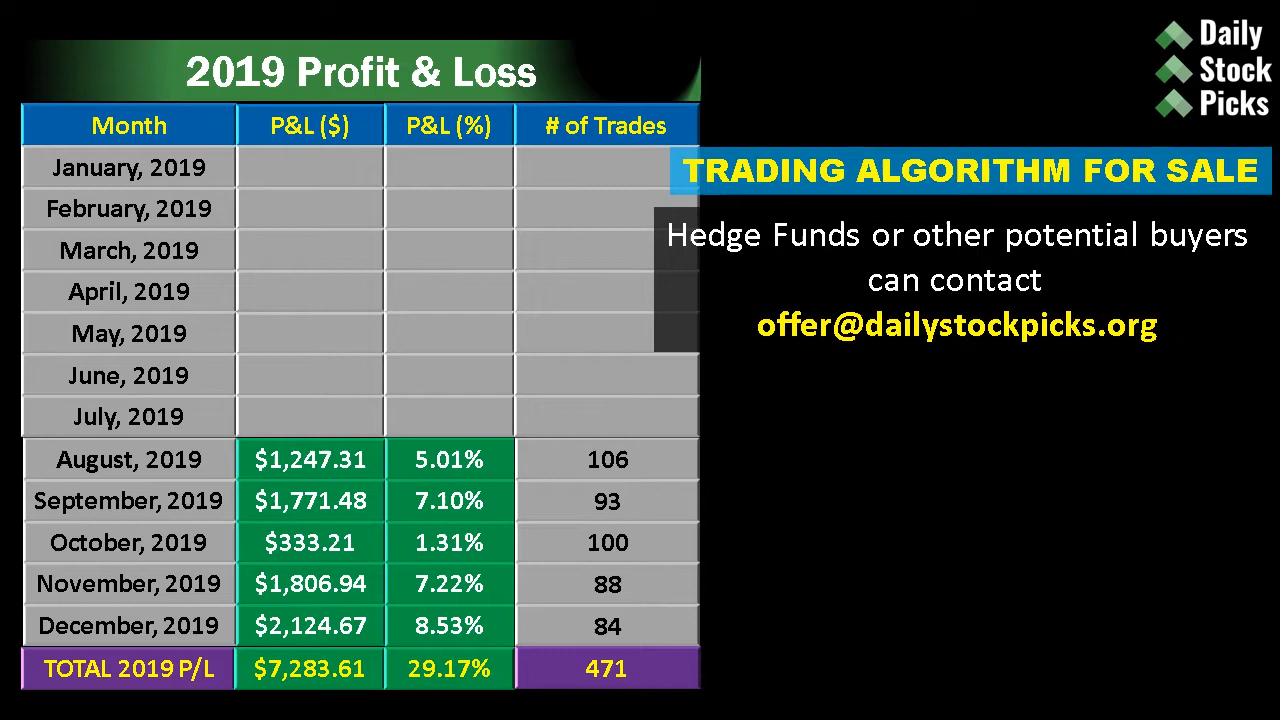 Daily
Stock
Picks
2019 Profit & Loss
Month P&L ($) P&L (%) # of Trades
January, 2019
February, 2019
March, 2019
April, 2019
May, 2019
June, 2019
July, 2019
August, 2019 $1,247.31 5.01% 106
September, 2019 $1,771.48 7.10% 93
October, 2019 $333.21 1.31% 100
November, 2019 $1,806.94 7.22% 88
December, 2019 $2,124.67 8.53% 84
TOTAL 2019 P/L $7,283.61 29.17% 471
TRADING ALGORITHM FOR SALE
Hedge Funds or other potential buyers
can contact
offer@dailystockpicks.org